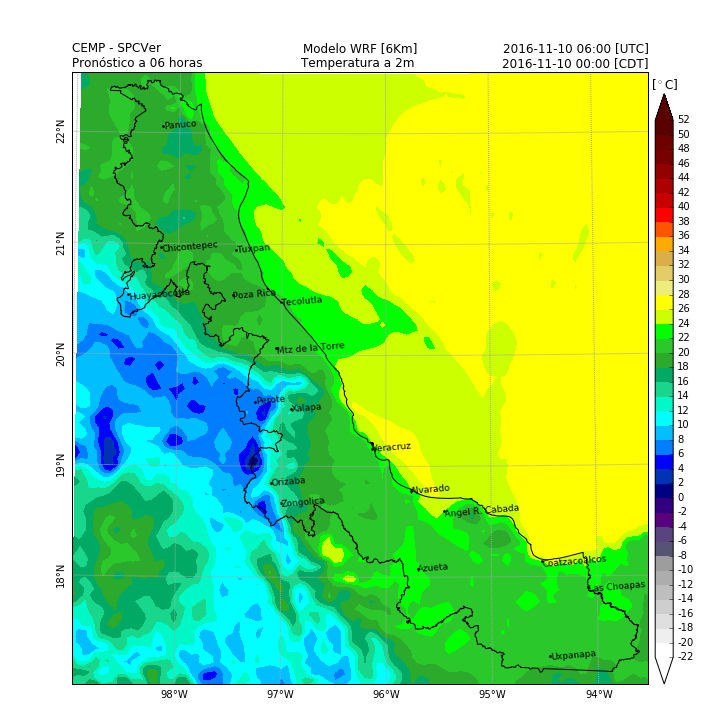 CEMP - SPCVer Modelo WRF [6Km] 2016-11-10 06:00 [UTC]
Pronóstico a 06 horas Temperatura a 2m 2016-11-10 00:00 [CDT]
[°C]
52
50
48
46
44
42
40
38
36
34
32
30
28
26
24
22
20
18
16
14
12
10
8
6
4
2
0
-2
-4
-6
-8
-10
-12
-14
-16
-18
-20
-22
22°N
21°N
20°N
19°N
18°N
Panuco
Chicontepec
Tuxpan
Huayacocotla
Poza Rica
Tecolutla
Mtz de la Torre
Perote
Xalapa
Veracruz
Orizaba
Alvarado
Zongolica
Angel R. Cabada
Azueta
Coatzacoalcos
Las Choapas
Uxpanapa
98°W 97°W 96°W 95°W 94°W